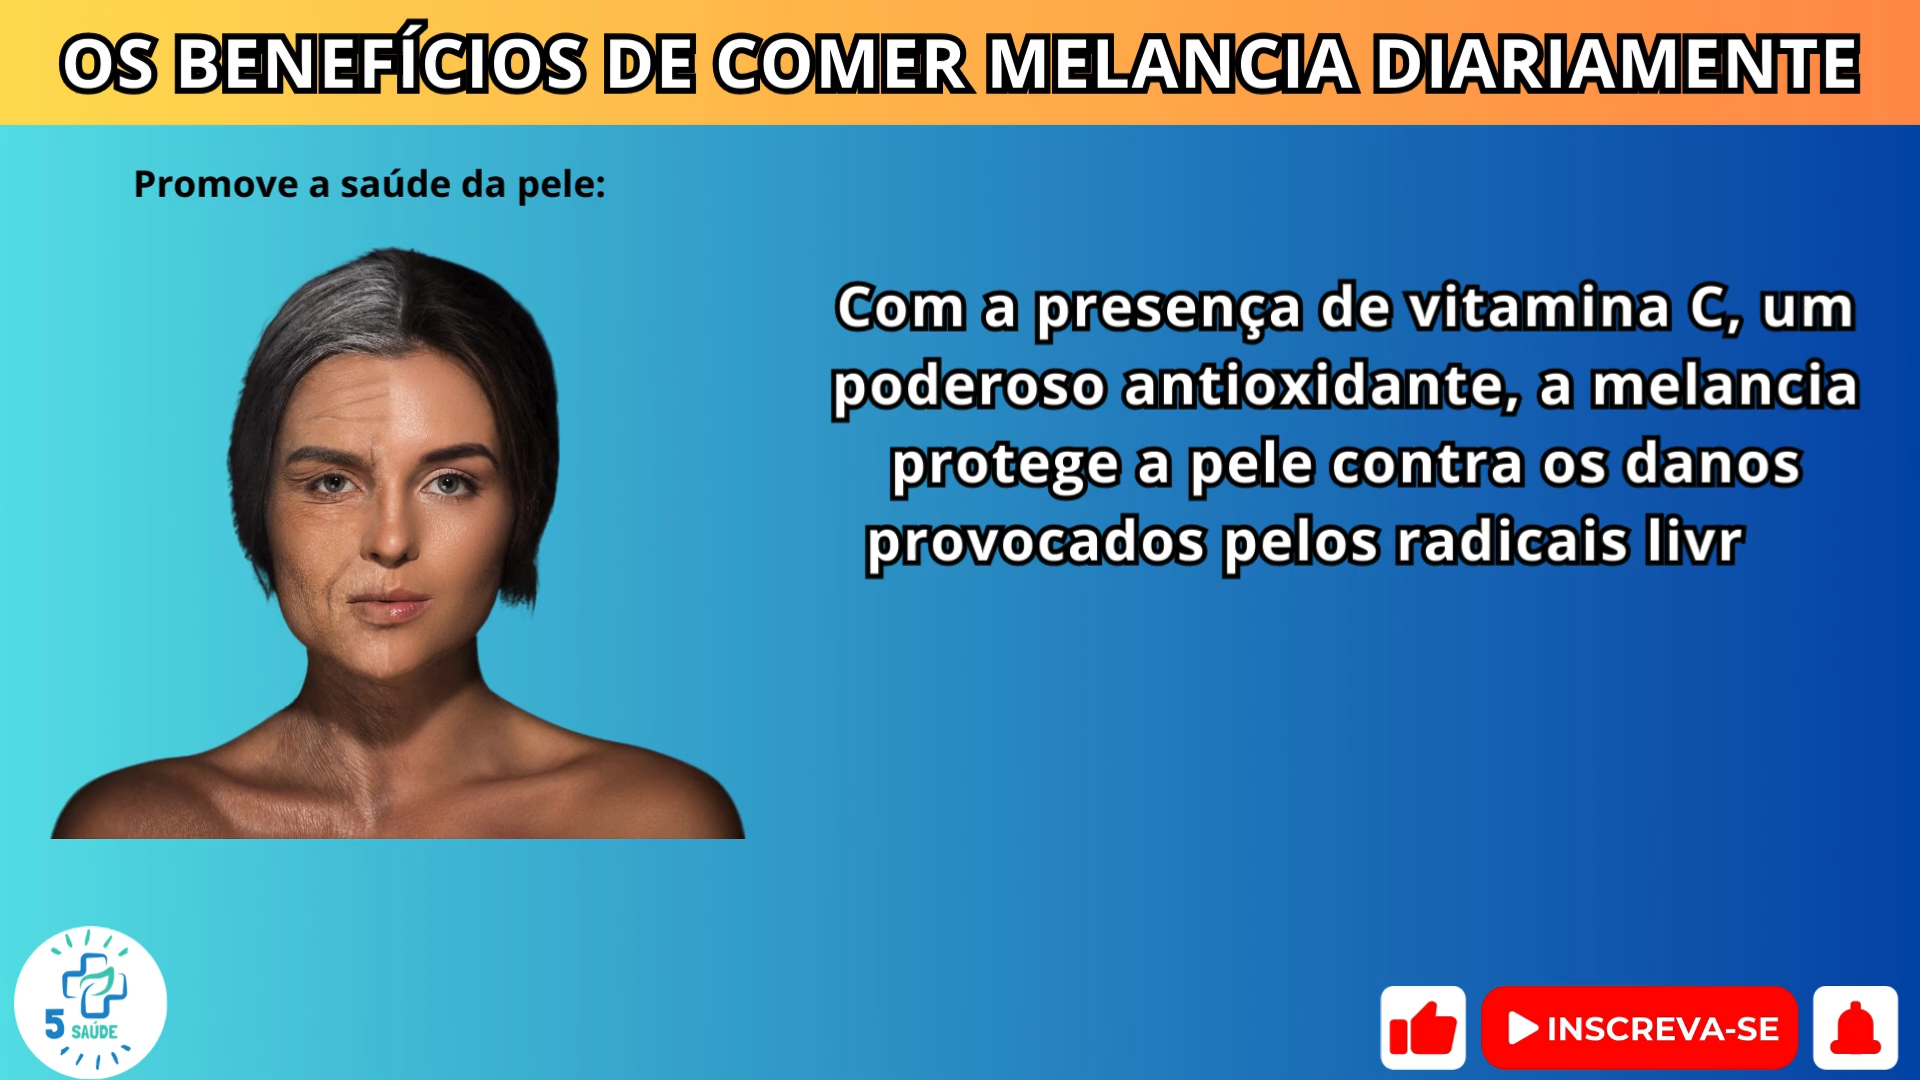 OS BENEFÍCIOS DE COMER MELANCIA DIARIAMENTE
Promove a saúde da pele:
Com a presença de vitamina C, um
poderoso antioxidante, a melancia
protege a pele contra os danos
provocados pelos radicais livr
5 SAÚDE
INSCREVA-SE